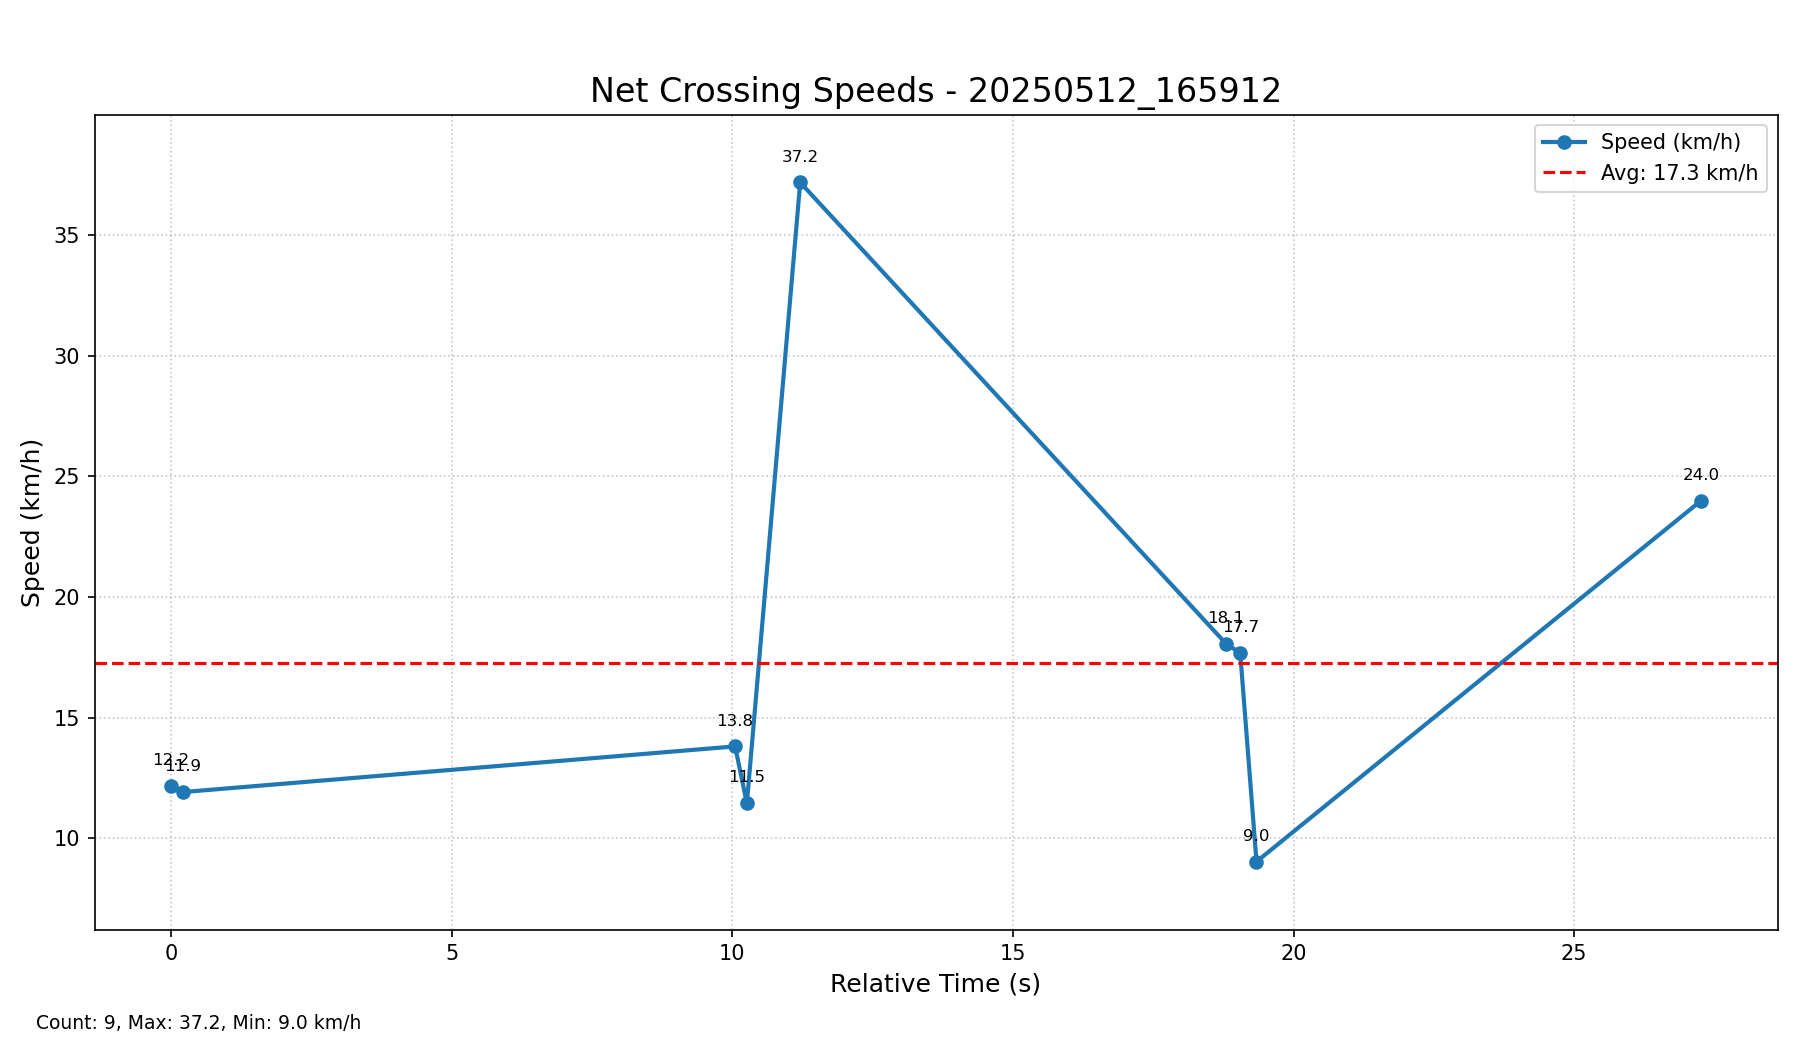 Net Crossing Speeds - 20250512_165912
Speed (km/h)
Avg: 17.3 km/h
37.2
35
30
25
24.0
20
18.1
17.7
15
13.8
12.2
11.9
11.5
10
9.0
Speed (km/h)
0 5 10 15 20 25
Relative Time (s)
Count: 9, Max: 37.2, Min: 9.0 km/h